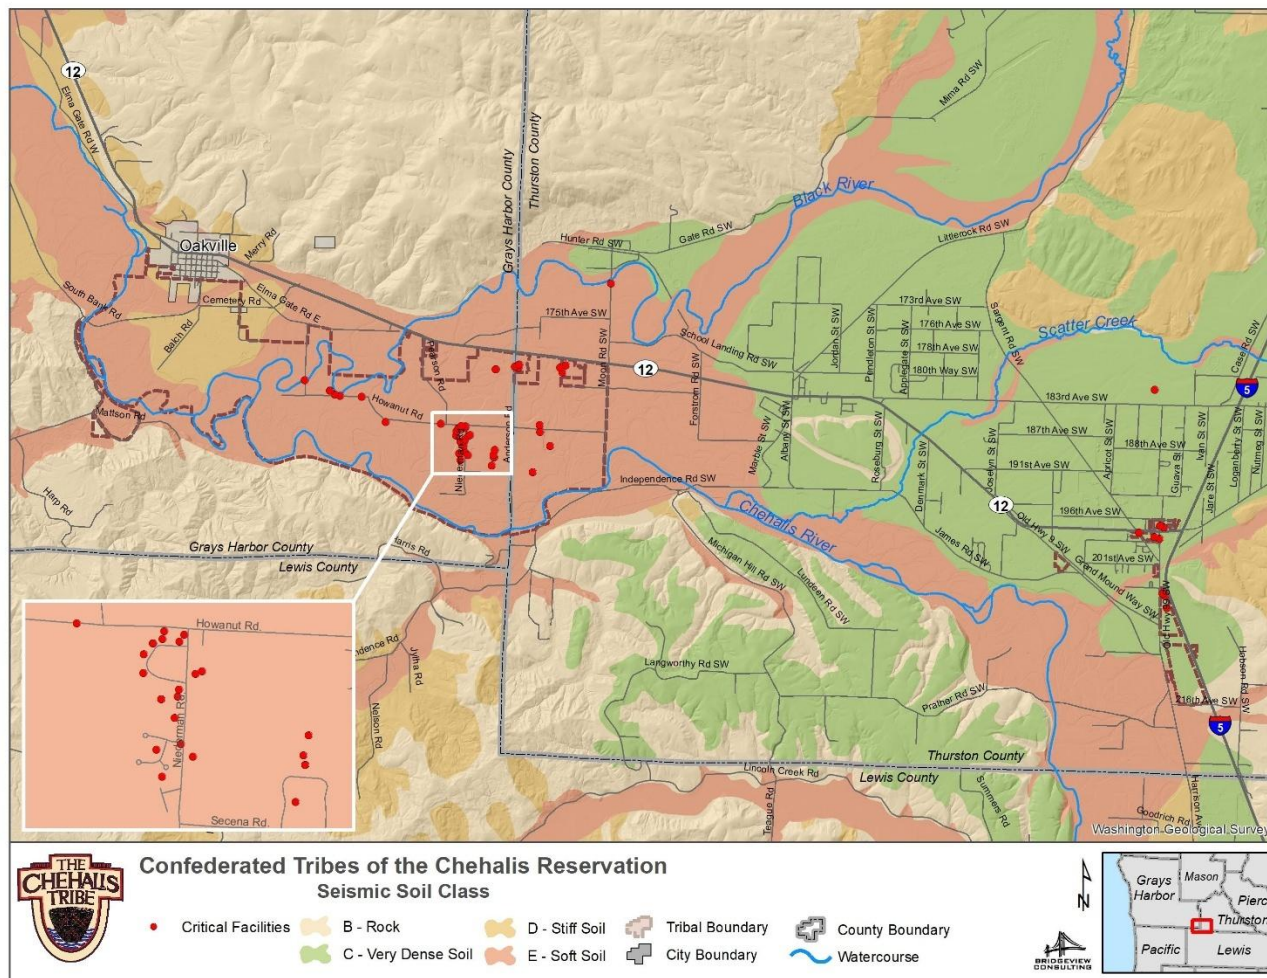 12
Elma Gate Rd W
Mima Rd SW
Grays Harbor County
Thurston County
Black River
Oakville
Merry Rd
Hunter Rd SW
Gate Rd SW
Littlerock Rd SW
South Bank Rd
Cemetery Rd
Elma Gate Rd E
Balch Rd
175th Ave SW
Moon Rd SW
School Landing Rd SW
173rd Ave SW
176th Ave SW
178th Ave SW
180th Way SW
Jordan St SW
Pendleton St SW
Applegate St SW
Sargent Rd SW
Scatter Creek
Case Rd SW
5
12
183rd Ave SW
Mattson Rd
Howanut Rd
Anderson Rd
Forstrom Rd SW
Marble St SW
Albany St SW
Roseburg St SW
187th Ave SW
188th Ave SW
Apricot St SW
Guava St SW
Ivan St SW
Jare St SW
Loganberry St SW
Nutmeg St SW
Denmark St SW
Joselyn St SW
191st Ave SW
Independence Rd SW
Harp Rd
12
196th Ave SW
Old Hwy 9 SW
201st Ave SW
Chehalis River
James Rd SW
Grand Mound Way SW
Harris Rd
Grays Harbor County
Lewis County
Michigan Hill Rd SW
Lundeen Rd SW
Howanut Rd.
Niederman Rd.
Secena Rd.
ndence Rd
Jylha Rd
Nelson Rd
Langworthy Rd SW
Prather Rd SW
Hobson Rd SW
216th Ave SW
5
Thurston County
Lewis County
Lincoln Creek Rd
Teague Rd
Summers Rd
Goodrich Rd
Harrison Ave
Washington Geological Survey
THE
CHEHALIS
TRIBE
Confederated Tribes of the Chehalis Reservation
Seismic Soil Class
Critical Facilities
B - Rock
C - Very Dense Soil
D - Stiff Soil
E - Soft Soil
Tribal Boundary
City Boundary
County Boundary
Watercourse
N
BRIDGEVIEW
CONSULTING
Grays
Harbor
Mason
Pierc
Thurston
Pacific
Lewis